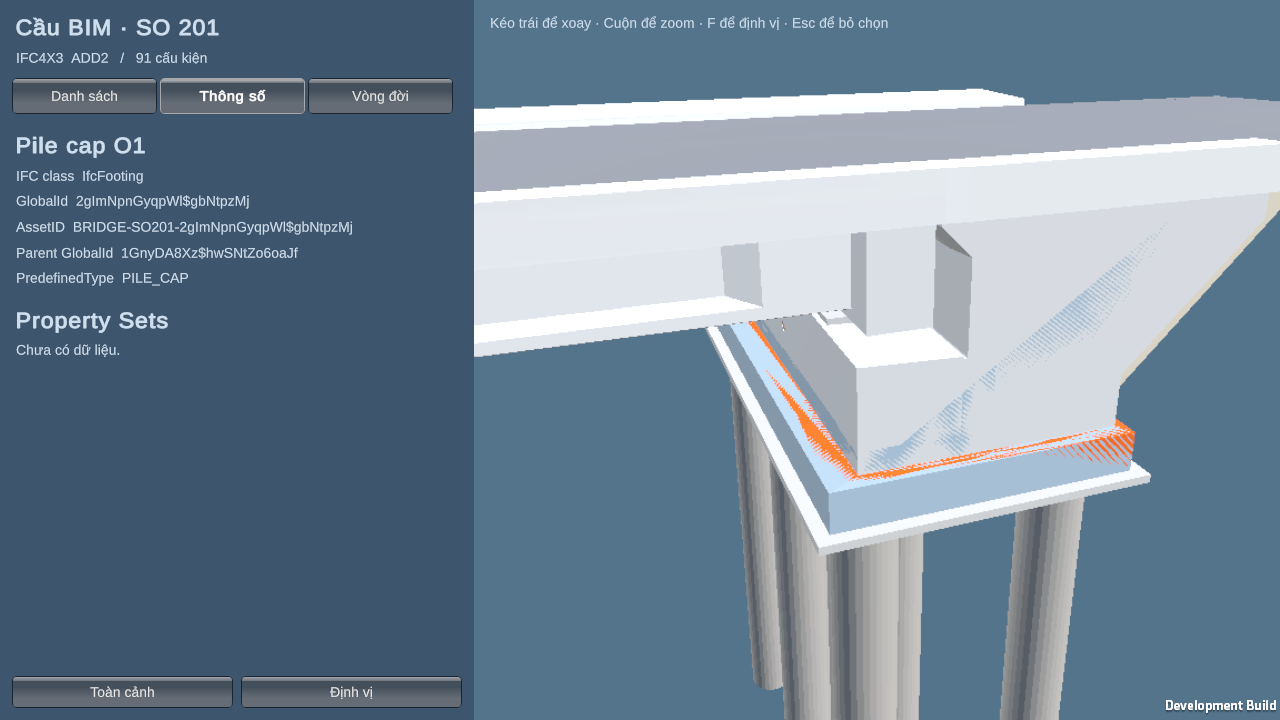 Cầu BIM · SO 201
IFC4X3 ADD2 / 91 cấu kiện
Danh sách
Thông số
Vòng đời
Kéo trái để xoay · Cuộn để zoom · F để định vị · Esc để bỏ chọn
Pile cap O1
IFC class IfcFooting
GlobalId 2gImNpnGyqpWl$gbNtpzMj
AssetID BRIDGE-SO201-2gImNpnGyqpWl$gbNtpzMj
Parent GlobalId 1GnyDA8Xz$hwSNtZo6oaJf
PredefinedType PILE_CAP
Property Sets
Chưa có dữ liệu.
Toàn cảnh
Định vị
Development Build